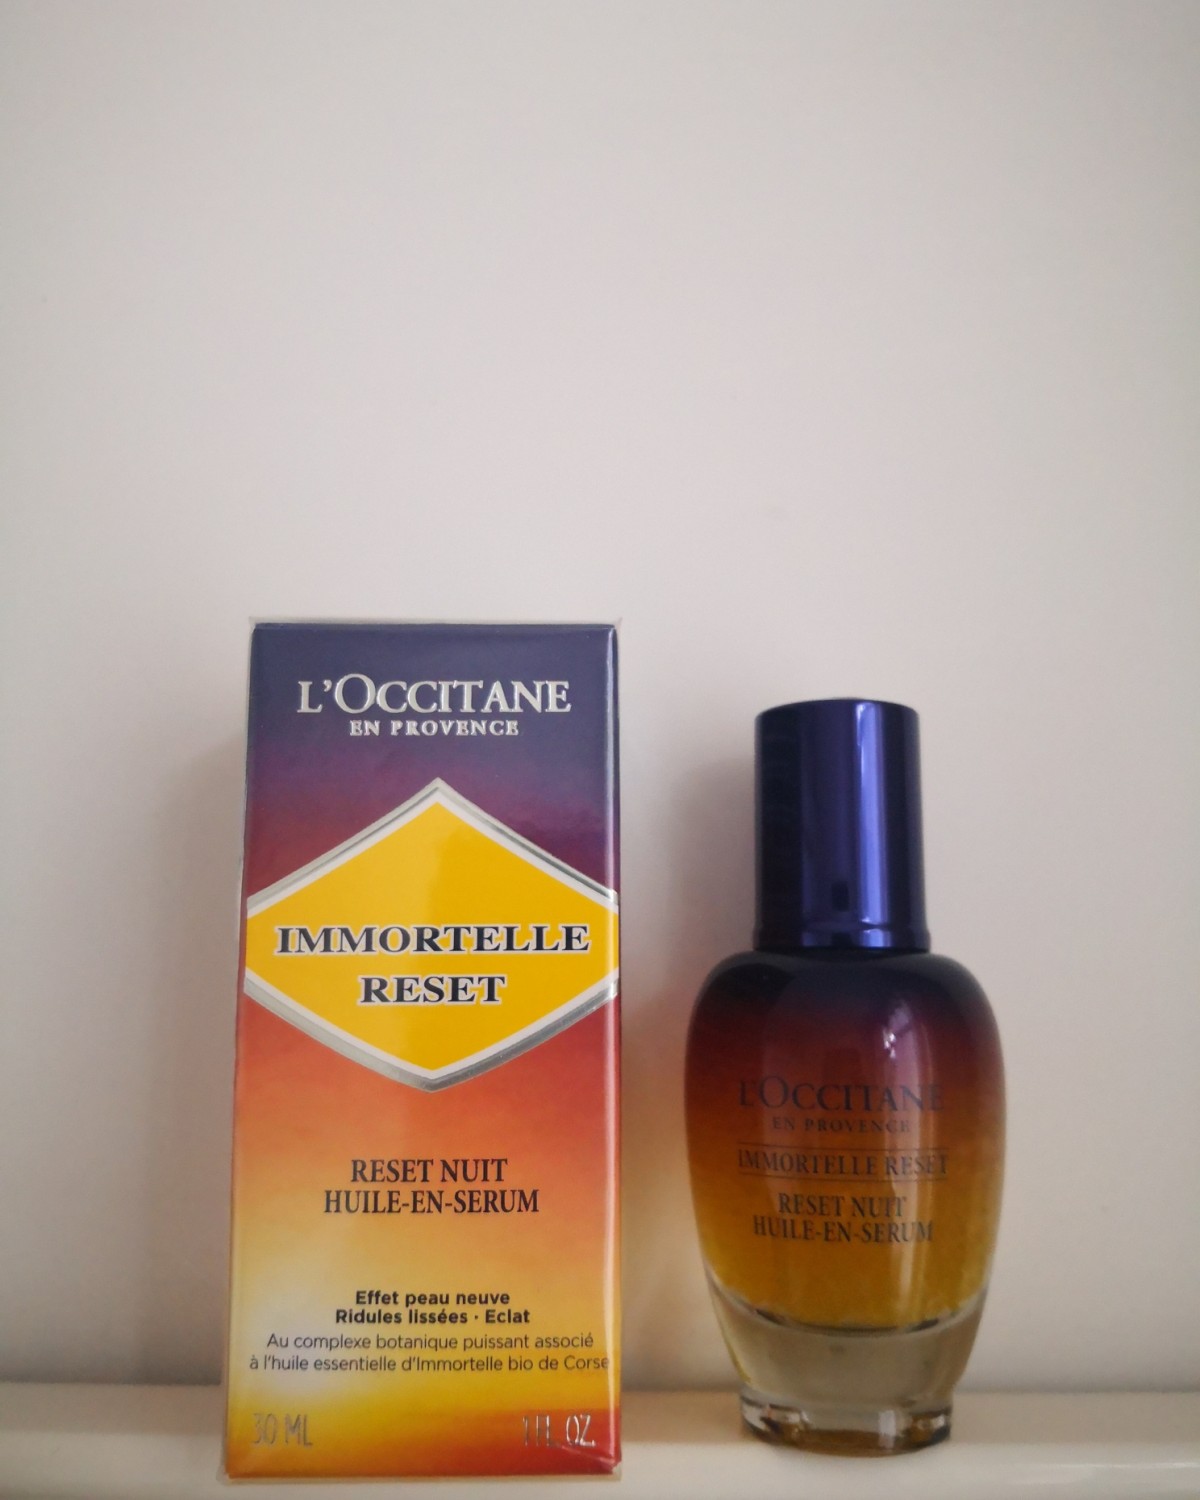 L'OCCITANE
EN PROVENCE
IMMORTELLE
RESET
RESET NUIT
HUILE-EN-SERUM
Effet peau neuve
Ridules lissées · Eclat
Au complexe botanique puissant associé
à l'huile essentielle d'Immortelle bio de Corse
30 ML 1 FL. OZ.
L'OCCITANE
EN PROVENCE
IMMORTELLE RESET
RESET NUIT
HUILE-EN-SERUM